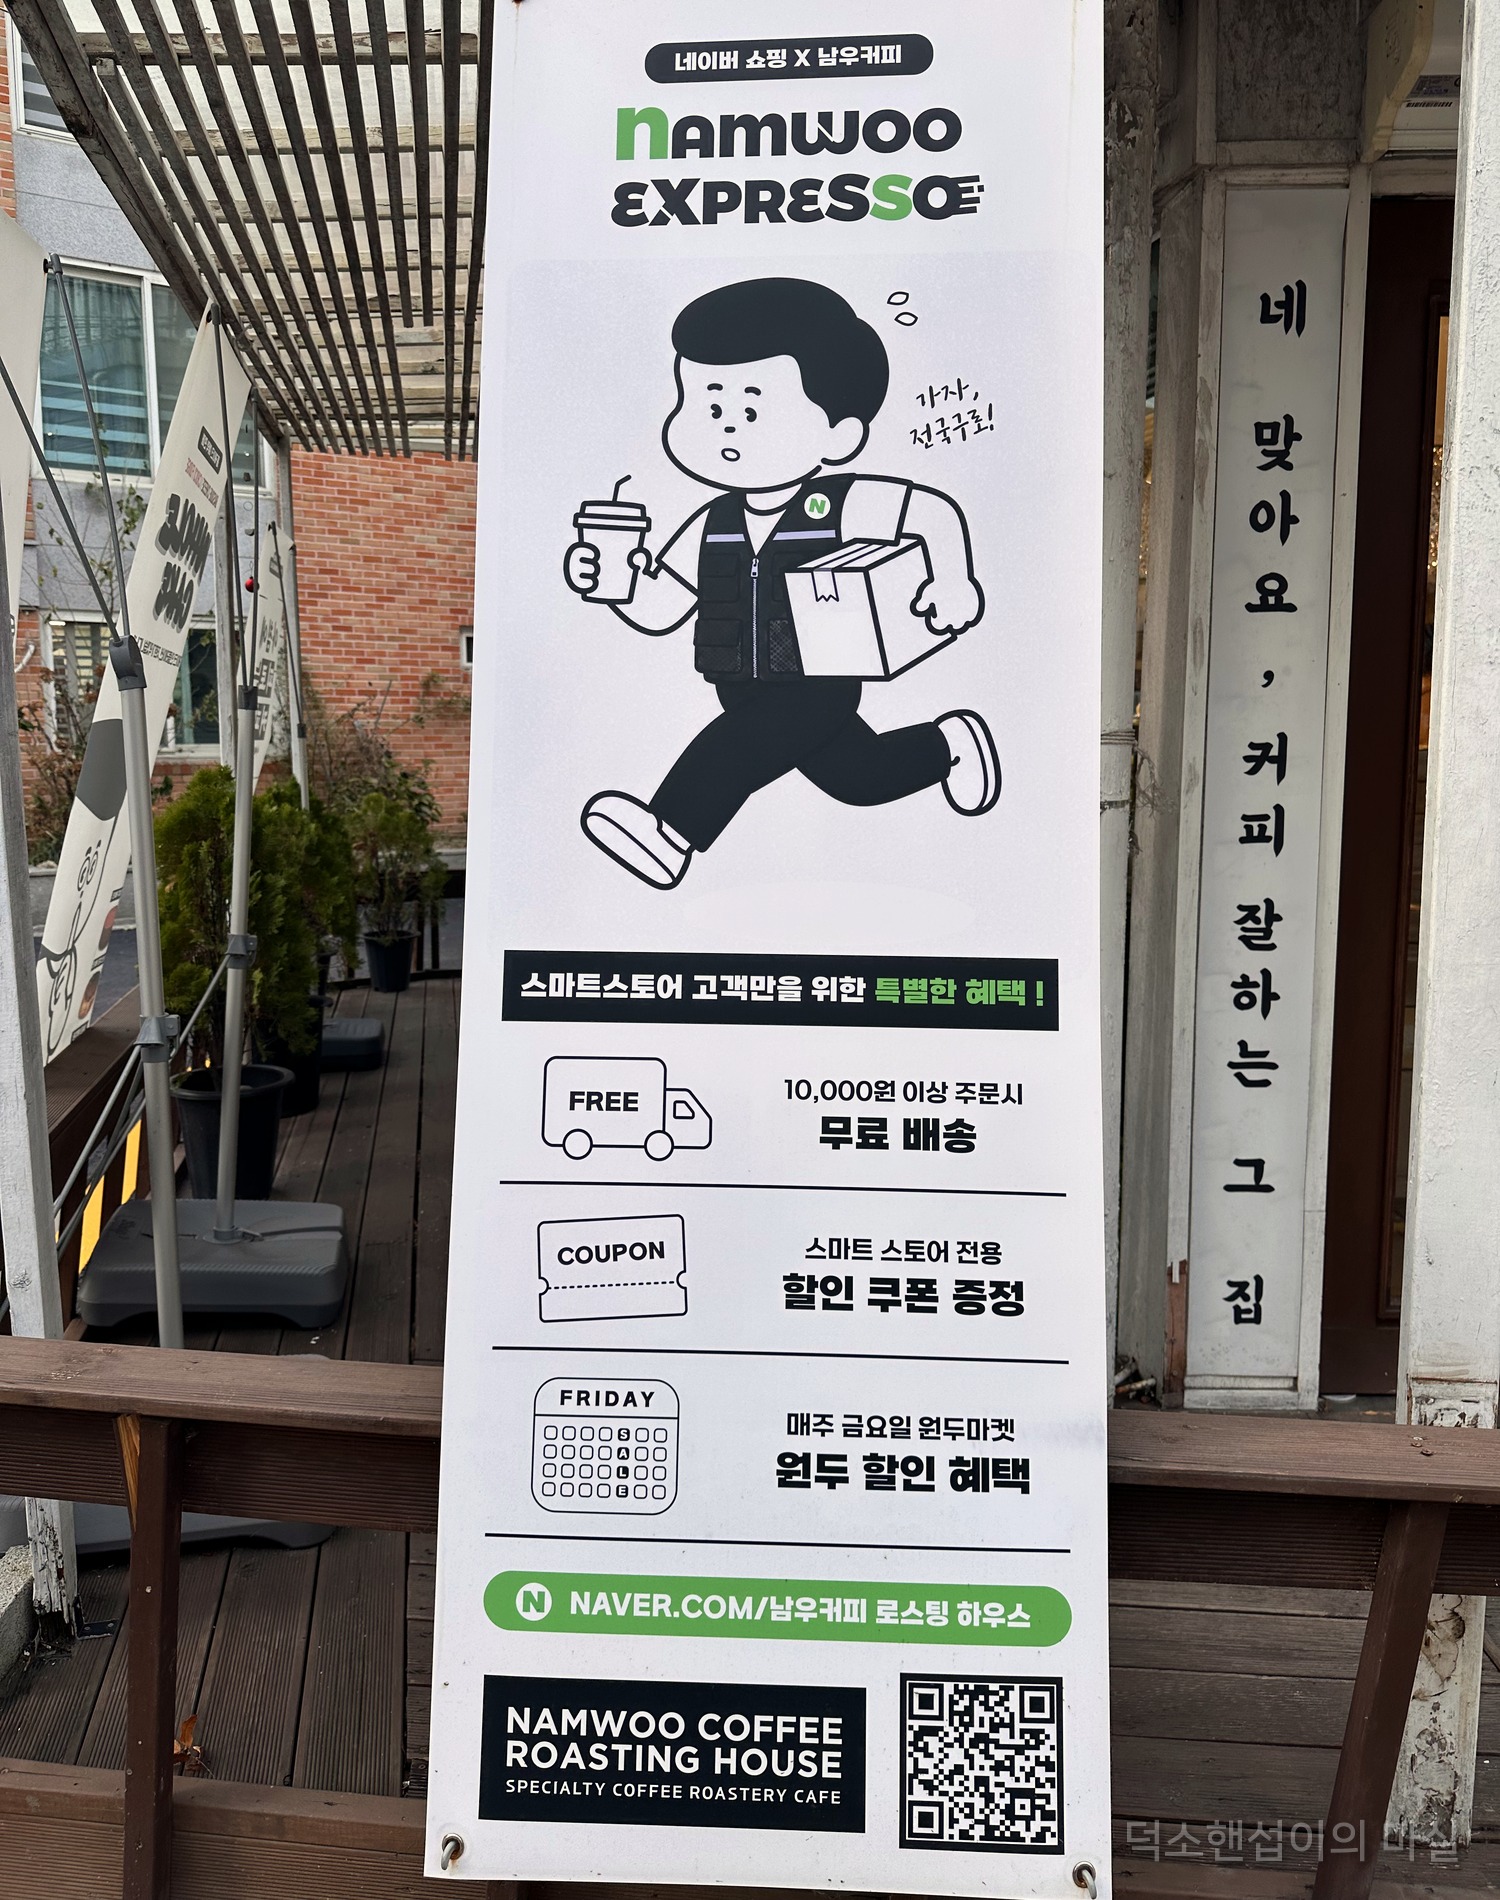 네이버 쇼핑 X 남우커피
namwoo
EXPRESSO
가자,
전국구로!
N
스마트스토어 고객만을 위한 특별한 혜택 !
FREE
10,000원 이상 주문시
무료 배송
COUPON
스마트 스토어 전용
할인 쿠폰 증정
FRIDAY
S
A
L
E
매주 금요일 원두마켓
원두 할인 혜택
N NAVER.COM/남우커피 로스팅 하우스
NAMWOO COFFEE
ROASTING HOUSE
SPECIALTY COFFEE ROASTERY CAFE
네 맞아요, 커피 잘하는 그 집
덕소핸섭이의 마실